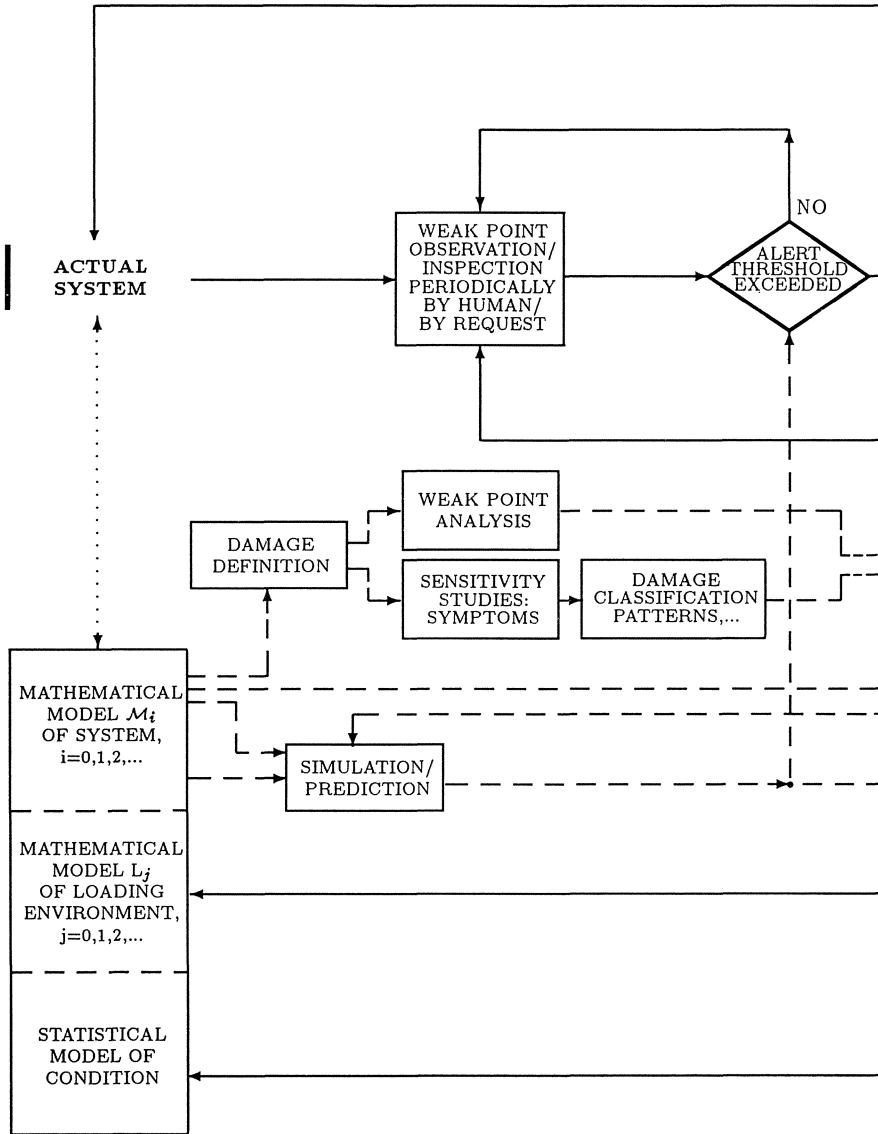 ACTUAL
SYSTEM
WEAK POINT
OBSERVATION/
INSPECTION
PERIODICALLY
BY HUMAN/
BY REQUEST
NO
ALERT
THRESHOLD
EXCEEDED
DAMAGE
DEFINITION
WEAK POINT
ANALYSIS
SENSITIVITY
STUDIES:
SYMPTOMS
DAMAGE
CLASSIFICATION
PATTERNS,...
MATHEMATICAL
MODEL ℳi
OF SYSTEM,
i=0,1,2,...
SIMULATION/
PREDICTION
MATHEMATICAL
MODEL Lj
OF LOADING
ENVIRONMENT,
j=0,1,2,...
STATISTICAL
MODEL OF
CONDITION